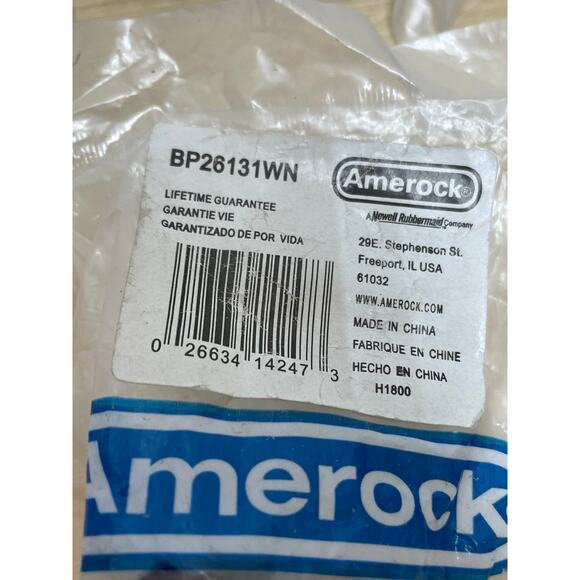 BP26131WN
LIFETIME GUARANTEE
GARANTIE VIE
GARANTIZADO DE POR VIDA
0 26634 14247 3
Amerock®
A Newell Rubbermaid Company
29E. Stephenson St.
Freeport, IL USA
61032
WWW.AMEROCK.COM
MADE IN CHINA
FABRIQUE EN CHINE
HECHO EN CHINA
H1800
Amerock